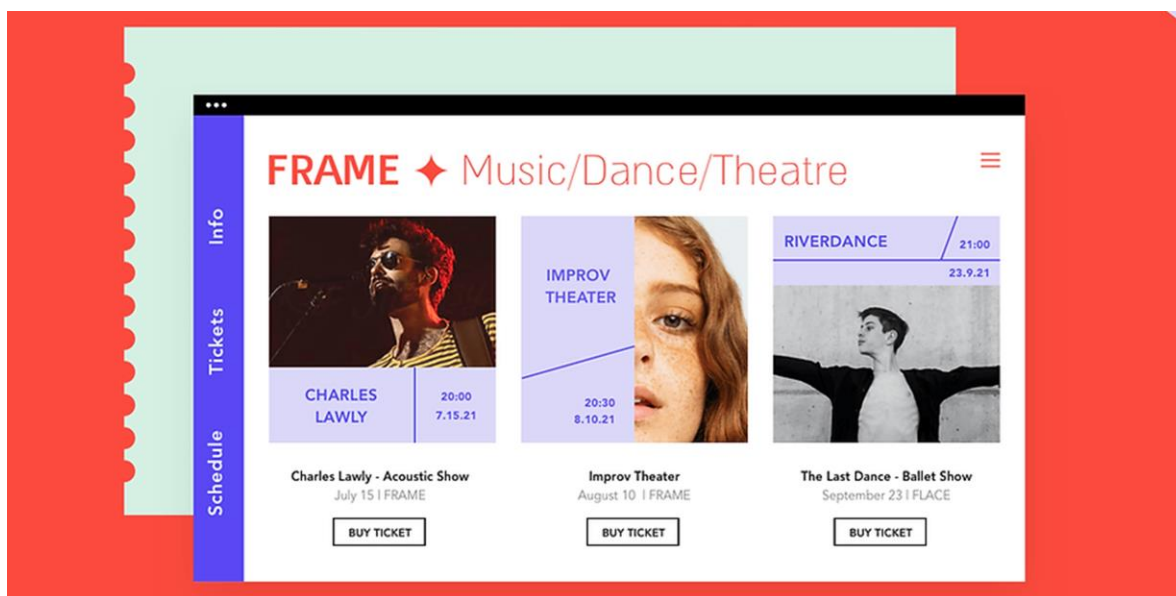 FRAME ✦ Music/Dance/Theatre
Info
Tickets
Schedule
CHARLES
LAWLY
20:00
7.15.21
Charles Lawly - Acoustic Show
July 15 I FRAME
BUY TICKET
IMPROV
THEATER
20:30
8.10.21
Improv Theater
August 10 I FRAME
BUY TICKET
RIVERDANCE
21:00
23.9.21
The Last Dance - Ballet Show
September 23 I FLACE
BUY TICKET